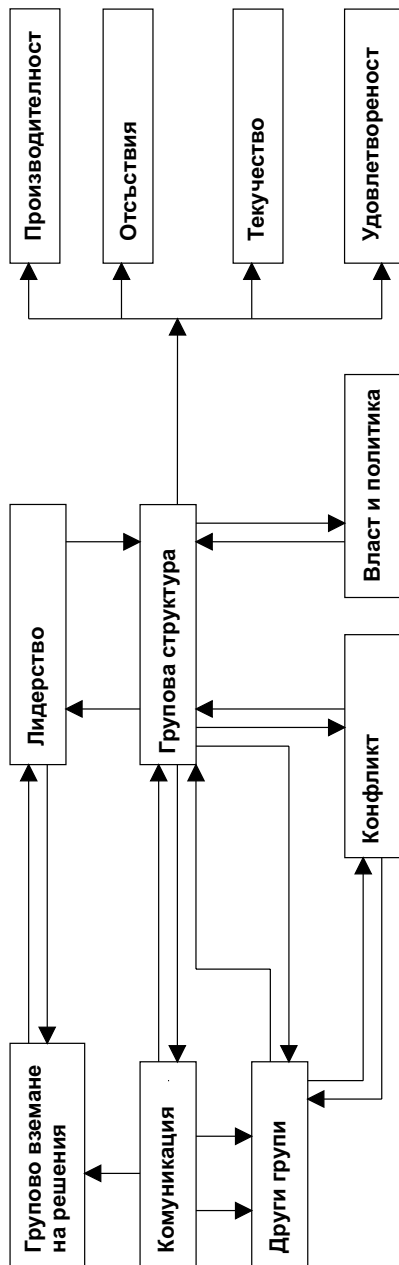 Производителност
Отсъствия
Текучество
Удовлетвореност
Лидерство
Групова структура
Власт и политика
Конфликт
Групово вземане
на решения
Комуникация
Други групи